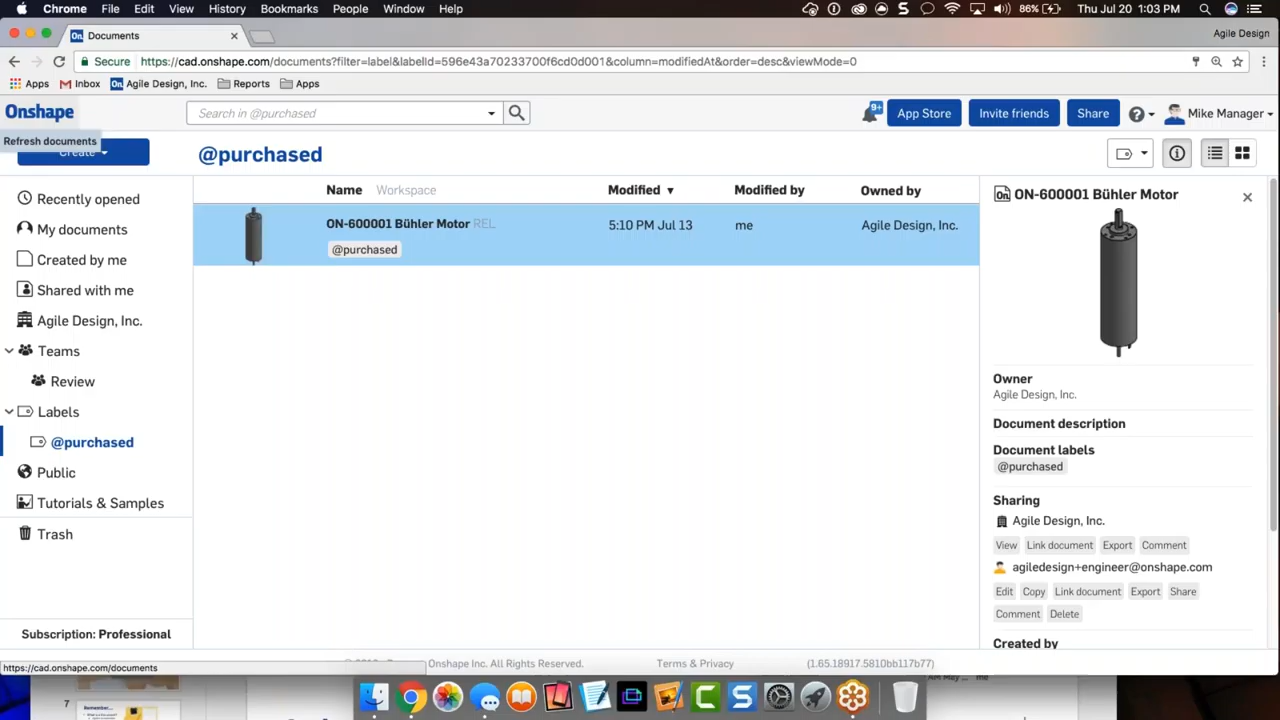 Chrome File Edit View History Bookmarks People Window Help 86% Thu Jul 20 1:03 PM
Documents
Agile Design
Secure https://cad.onshape.com/documents?filter=label&labelId=596e43a70233700f6cd0d001&column=modifiedAt&order=desc&viewMode=0
Apps Inbox Agile Design, Inc. Reports Apps
Onshape
Search in @purchased
9+
App Store
Invite friends
Share
Mike Manager
Refresh documents
Create
@purchased
Recently opened
My documents
Created by me
Shared with me
Agile Design, Inc.
Teams
Review
Labels
@purchased
Public
Tutorials & Samples
Trash
Subscription: Professional
Name Workspace Modified ▼ Modified by Owned by
ON-600001 Bühler Motor REL 5:10 PM Jul 13 me Agile Design, Inc.
@purchased
ON-600001 Bühler Motor
Owner
Agile Design, Inc.
Document description
Document labels
@purchased
Sharing
Agile Design, Inc.
View Link document Export Comment
agiledesign+engineer@onshape.com
Edit Copy Link document Export Share
Comment Delete
Created by
https://cad.onshape.com/documents
Onshape Inc. All Rights Reserved. Terms & Privacy (1.65.18917.5810bb117b77)
7
Remember...